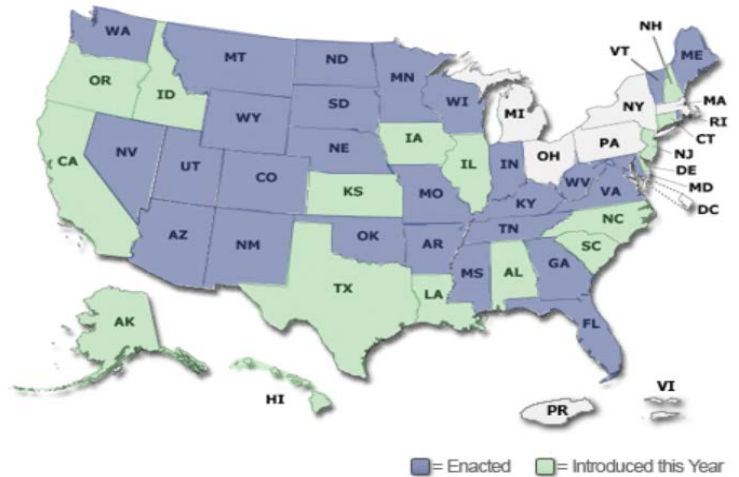 WA
MT
ND
MN
VT
NH
ME
OR
ID
WY
SD
WI
MI
NY
MA
RI
CT
NV
UT
CO
NE
IA
IL
IN
OH
PA
NJ
DE
MD
DC
CA
AZ
NM
KS
MO
KY
WV
VA
OK
AR
TN
NC
SC
TX
LA
MS
AL
GA
FL
AK
HI
PR
VI
= Enacted = Introduced this Year